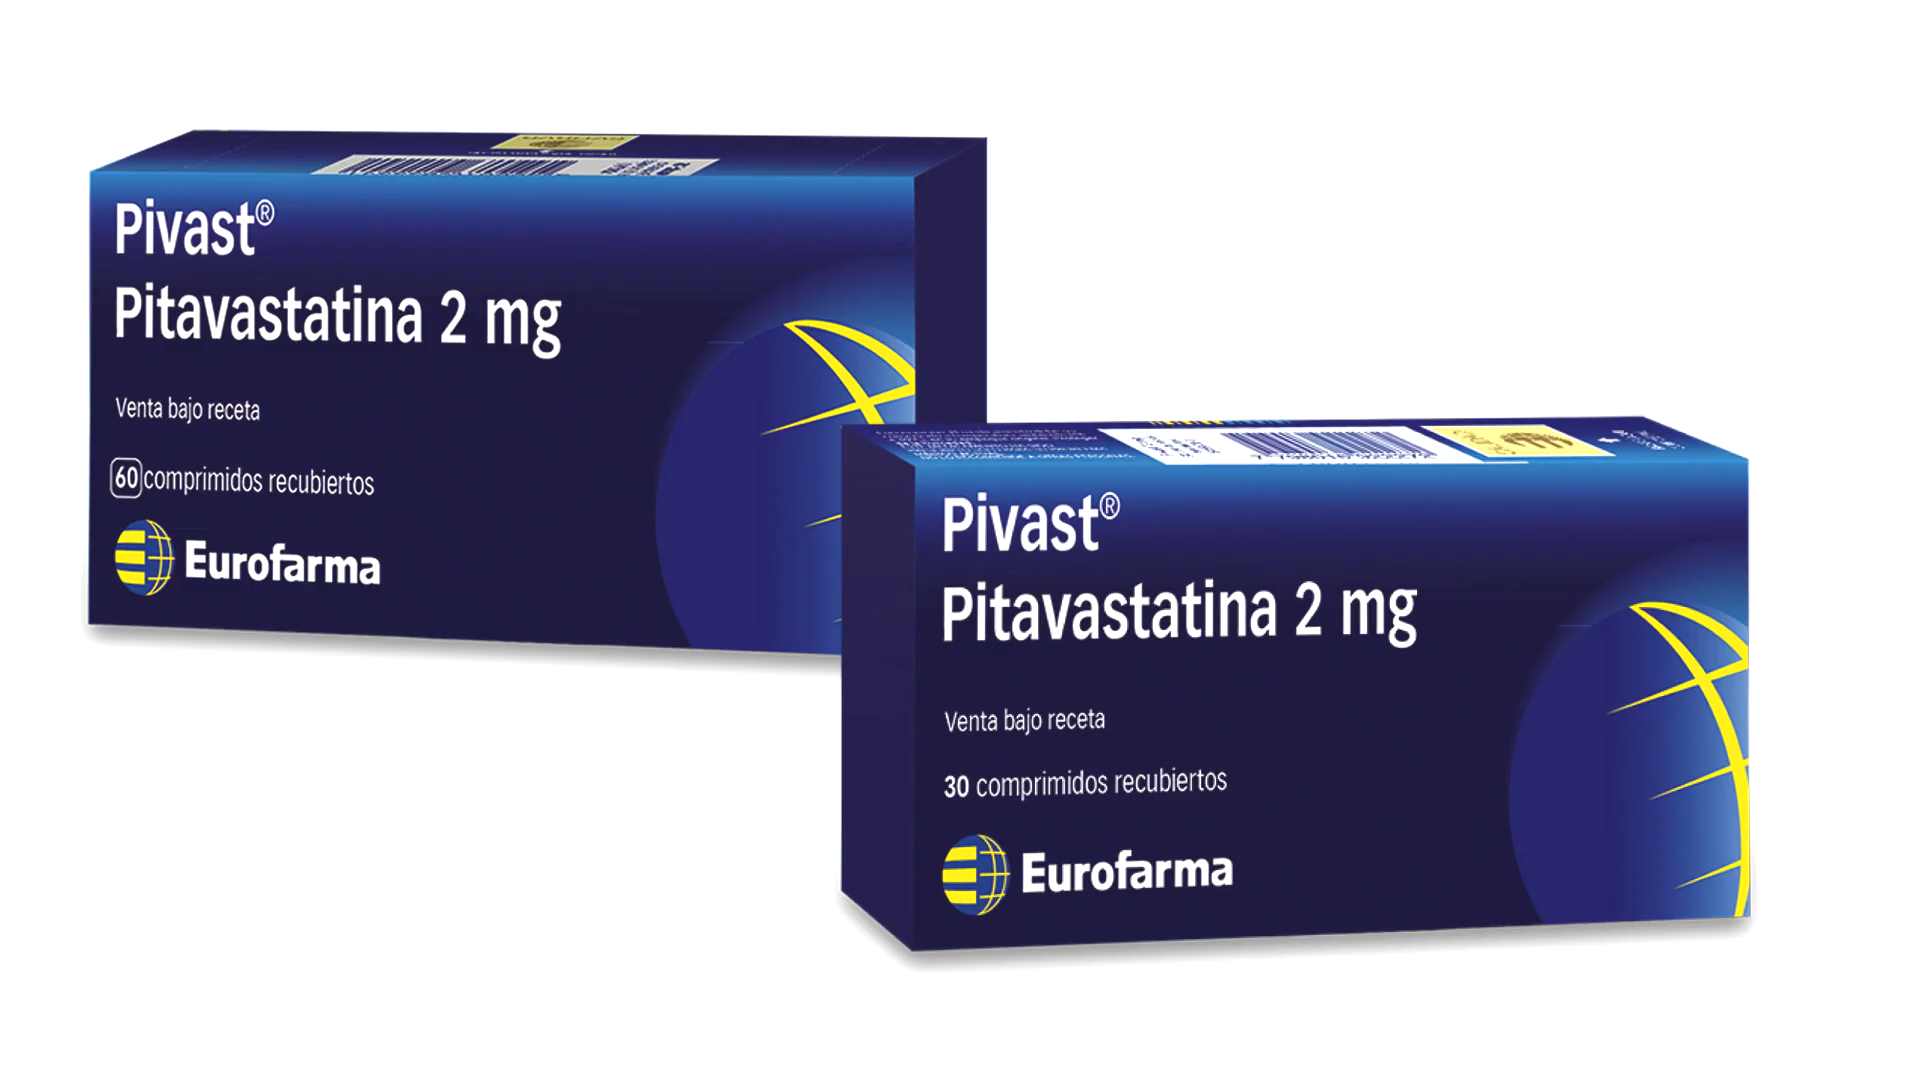 Pivast®
Pitavastatina 2 mg
Venta bajo receta
60 comprimidos recubiertos
Eurofarma
Pivast®
Pitavastatina 2 mg
Venta bajo receta
30 comprimidos recubiertos
Eurofarma